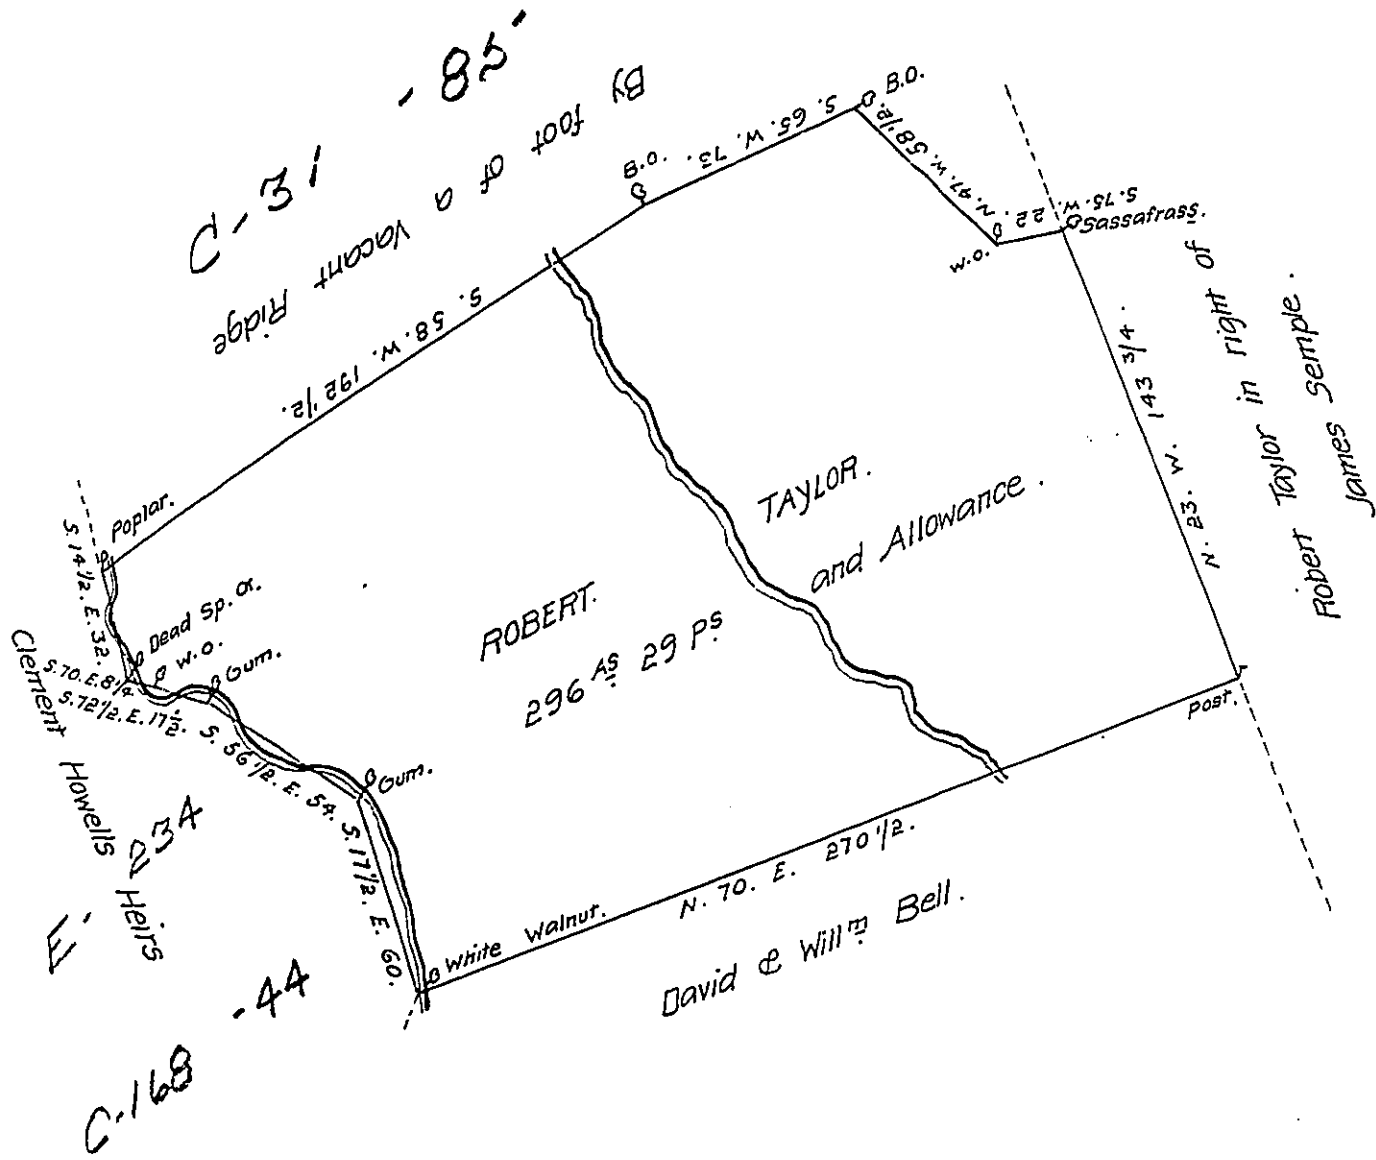 C-31 -85-
By foot of a Vacant Ridge
B.O.
S. 65. W. 73.
B.O.
N. 47. W. 58 1/2.
S. 75. W. 22.
Sassafrass.
W.O.
S. 58. W. 192 1/2.
N. 23. W. 143 3/4.
Robert Taylor in right of
James Semple.
Poplar.
S. 14 1/2. E. 32.
Dead Sp. Or.
W.O.
Gum.
S. 70. E. 8 1/4
S. 72 1/2. E. 17 1/2.
S. 56 1/2. E. 54.
Gum.
S. 17 1/2. E. 60.
Clement Howells Heirs
ROBERT. TAYLOR.
296 As 29 Ps and Allowance.
Post.
White Walnut.
N. 70. E. 270 1/2.
David & Willm Bell.
E. 234
C-168 -44